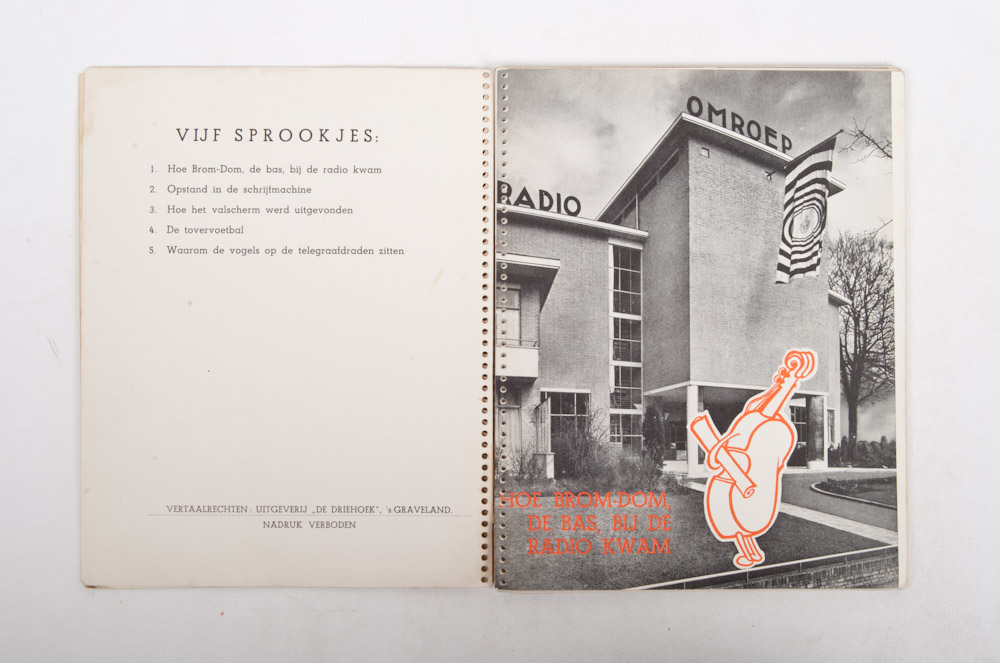 VIJF SPROOKJES:
1. Hoe Brom-Dom, de bas, bij de radio kwam
2. Opstand in de schrijfmachine
3. Hoe het valscherm werd uitgevonden
4. De tovervoetbal
5. Waarom de vogels op de telegraafdraden zitten
VERTAALRECHTEN: UITGEVERIJ „DE DRIEHOEK", 's GRAVELAND.
NADRUK VERBODEN
OMROEP
RADIO
HOE BROM-DOM,
DE BAS, BIJ DE
RADIO KWAM